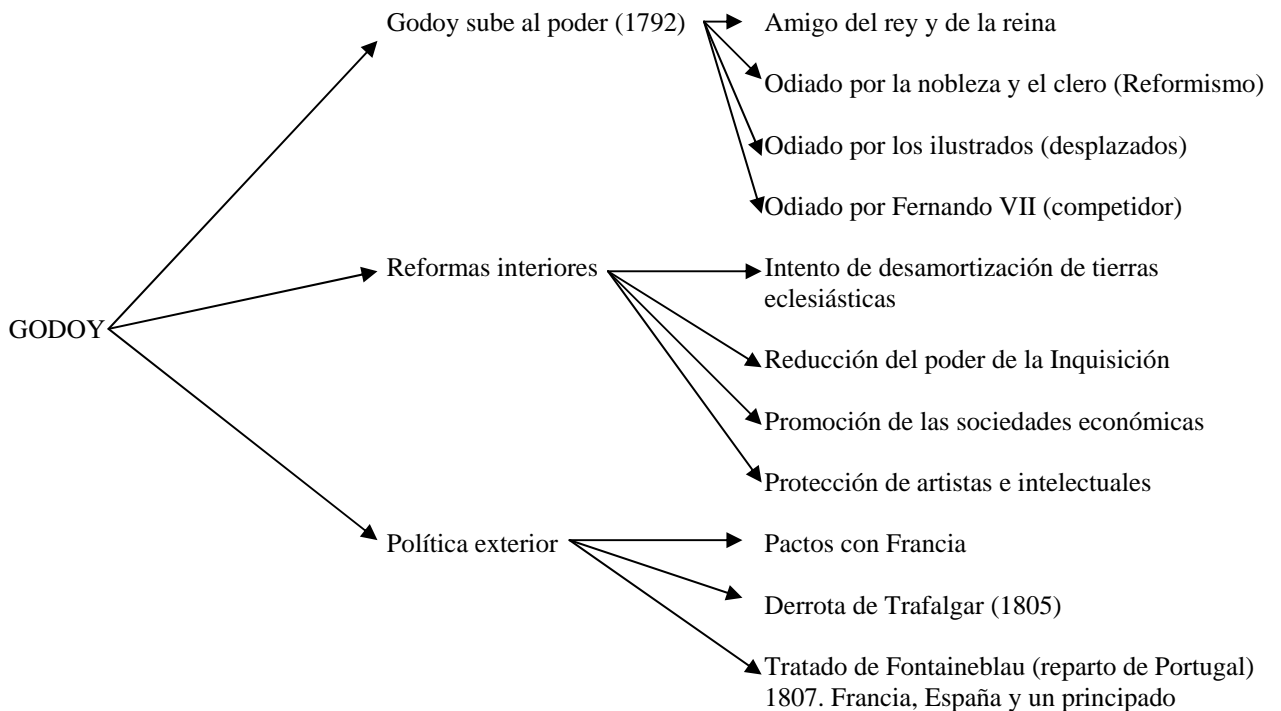 Godoy sube al poder (1792)
Amigo del rey y de la reina
Odiado por la nobleza y el clero (Reformismo)
Odiado por los ilustrados (desplazados)
Odiado por Fernando VII (competidor)
Reformas interiores
Intento de desamortización de tierras
eclesiásticas
GODOY
Reducción del poder de la Inquisición
Promoción de las sociedades económicas
Protección de artistas e intelectuales
Política exterior
Pactos con Francia
Derrota de Trafalgar (1805)
Tratado de Fontaineblau (reparto de Portugal)
1807. Francia, España y un principado